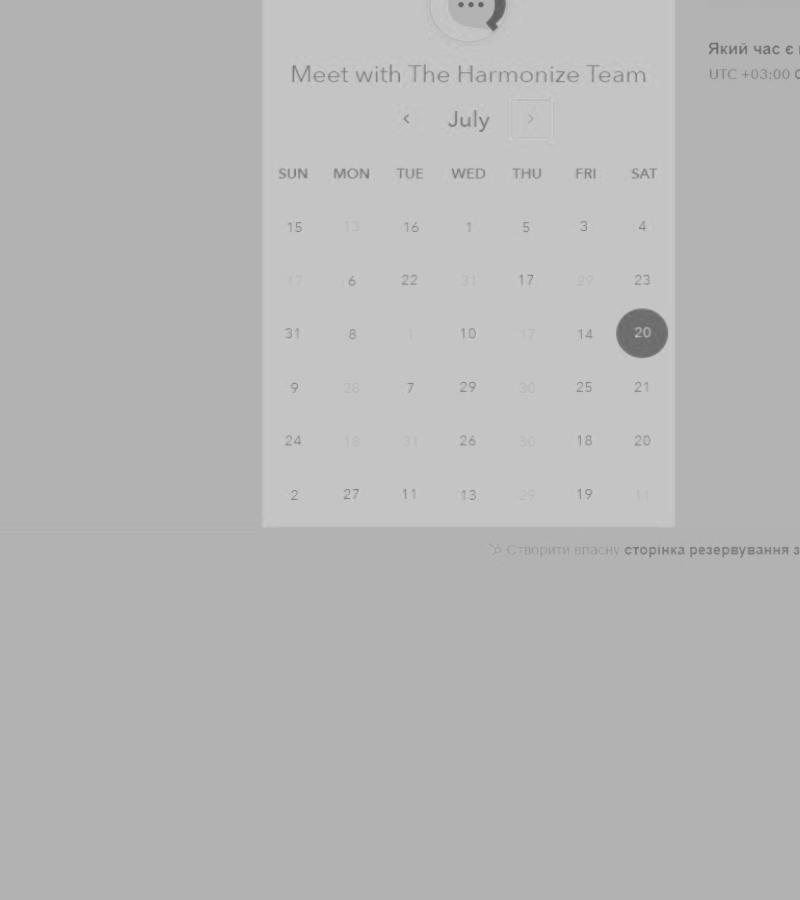 Meet with The Harmonize Team
Який час є
UTC +03:00
July
SUN MON TUE WED THU FRI SAT
15 13 16 1 5 3 4
17 6 22 31 17 29 23
31 8 1 10 17 14 20
9 28 7 29 30 25 21
24 18 31 26 30 18 20
2 27 11 13 29 19 11
Створити власну сторінка резервування з